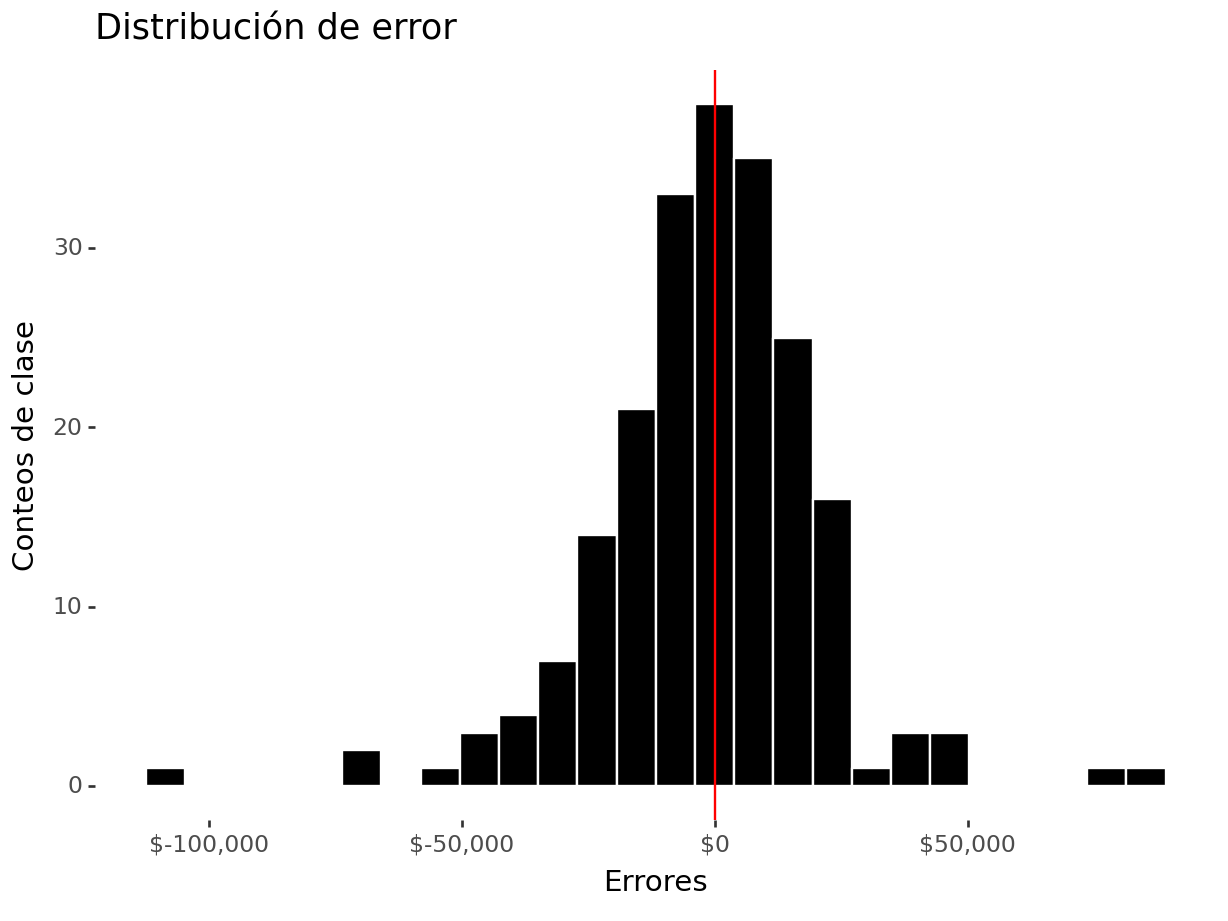 Distribución de error
Conteos de clase
30
20
10
0
$-100,000
$-50,000
$0
$50,000
Errores